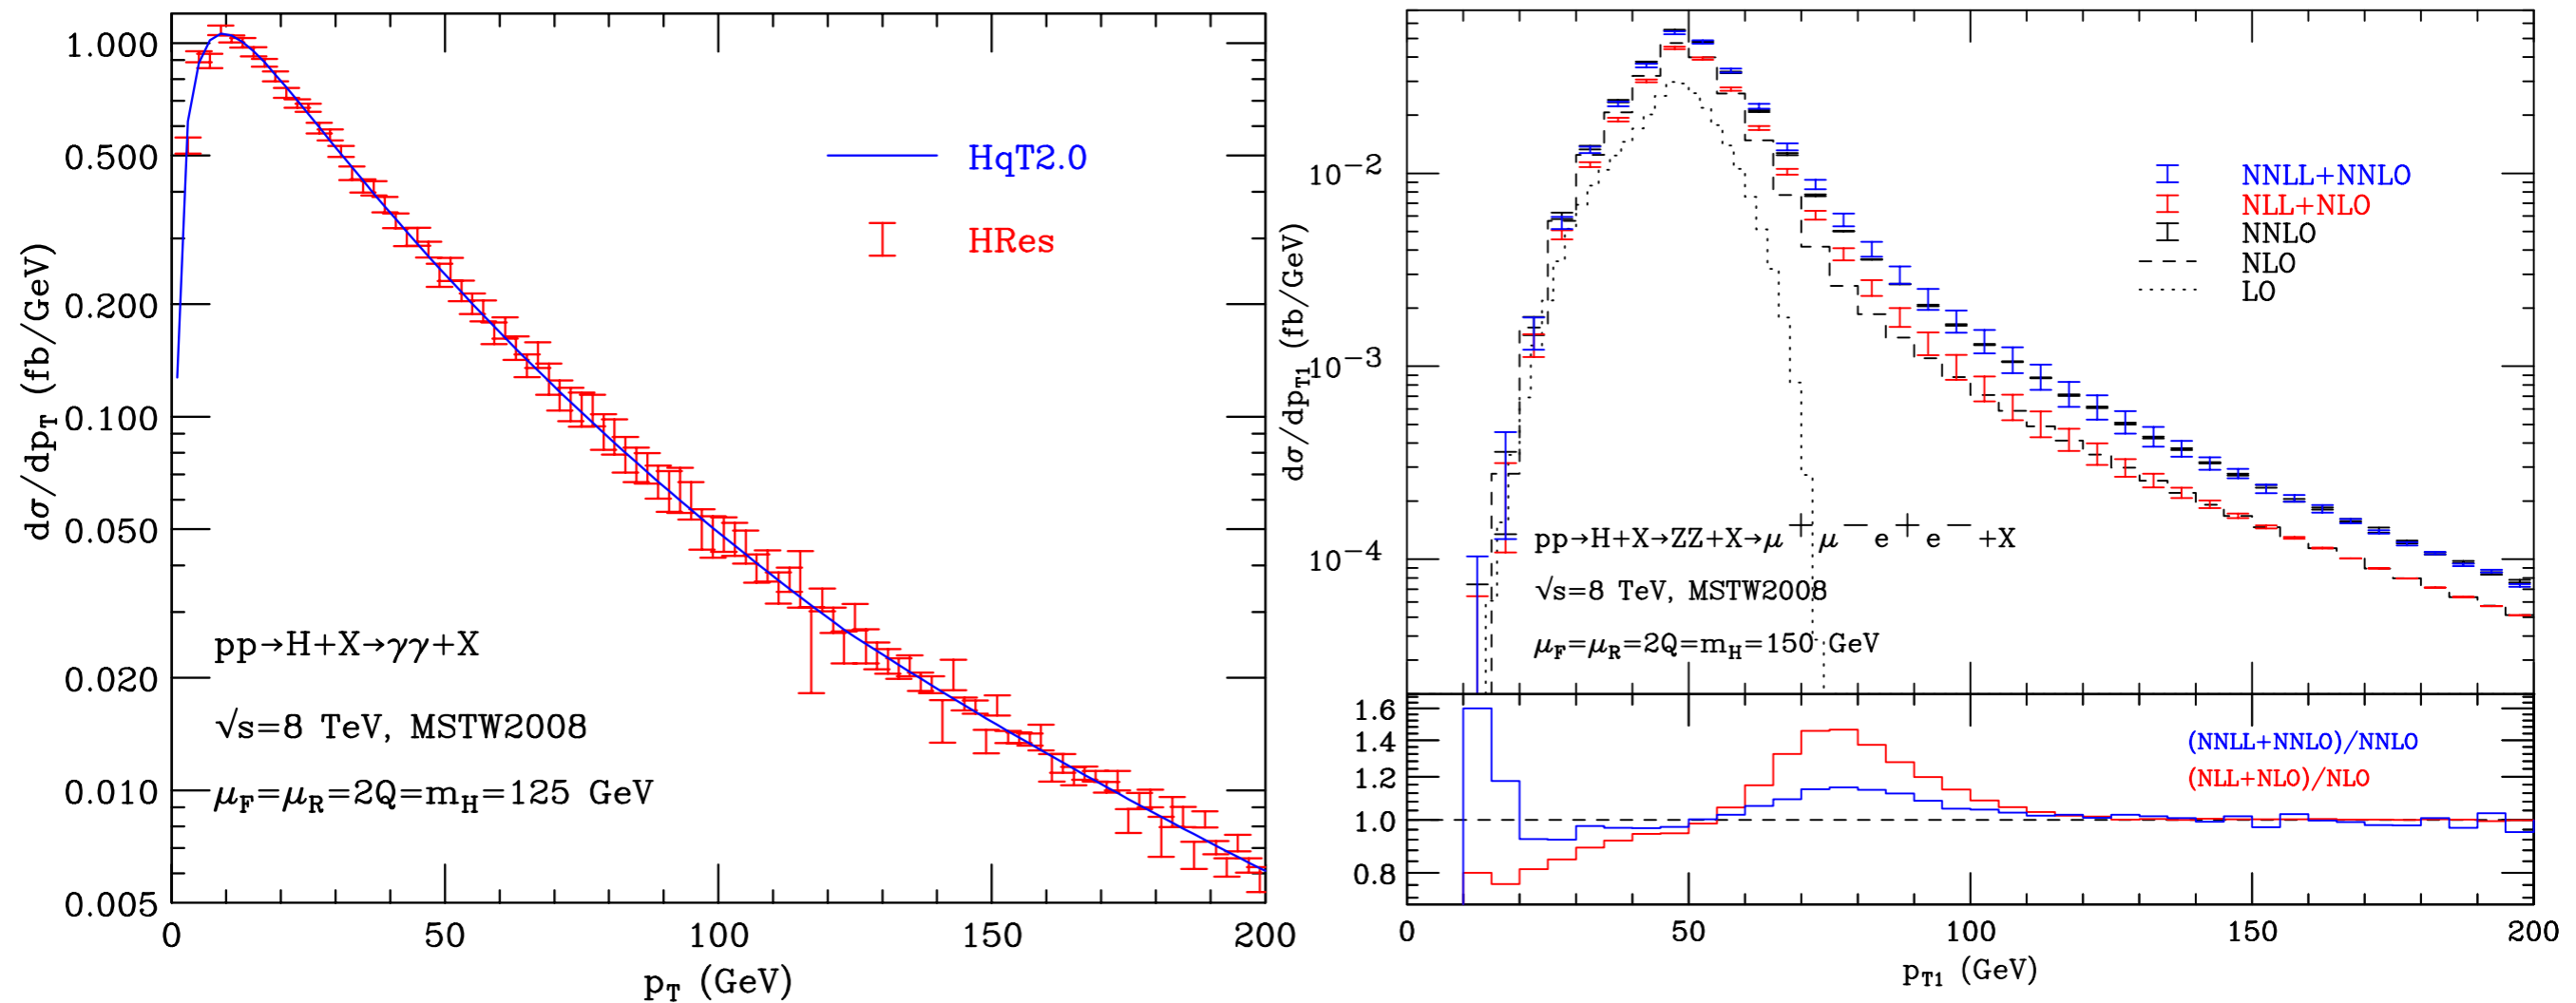 1.000
0.500
0.200
0.100
0.050
0.020
0.010
0.005
0 50 100 150 200
dσ/dp_T (fb/GeV)
p_T (GeV)
HqT2.0
HRes
pp→H+X→γγ+X
√s=8 TeV, MSTW2008
μ_F=μ_R=2Q=m_H=125 GeV
dσ/dp_T1 (fb/GeV)
10^−2
10^−3
10^−4
NNLL+NNLO
NLL+NLO
NNLO
NLO
LO
pp→H+X→ZZ+X→μ^+μ^−e^+e^−+X
√s=8 TeV, MSTW2008
μ_F=μ_R=2Q=m_H=150 GeV
1.6
1.4
1.2
1.0
0.8
(NNLL+NNLO)/NNLO
(NLL+NLO)/NLO
0 50 100 150 200
p_T1 (GeV)